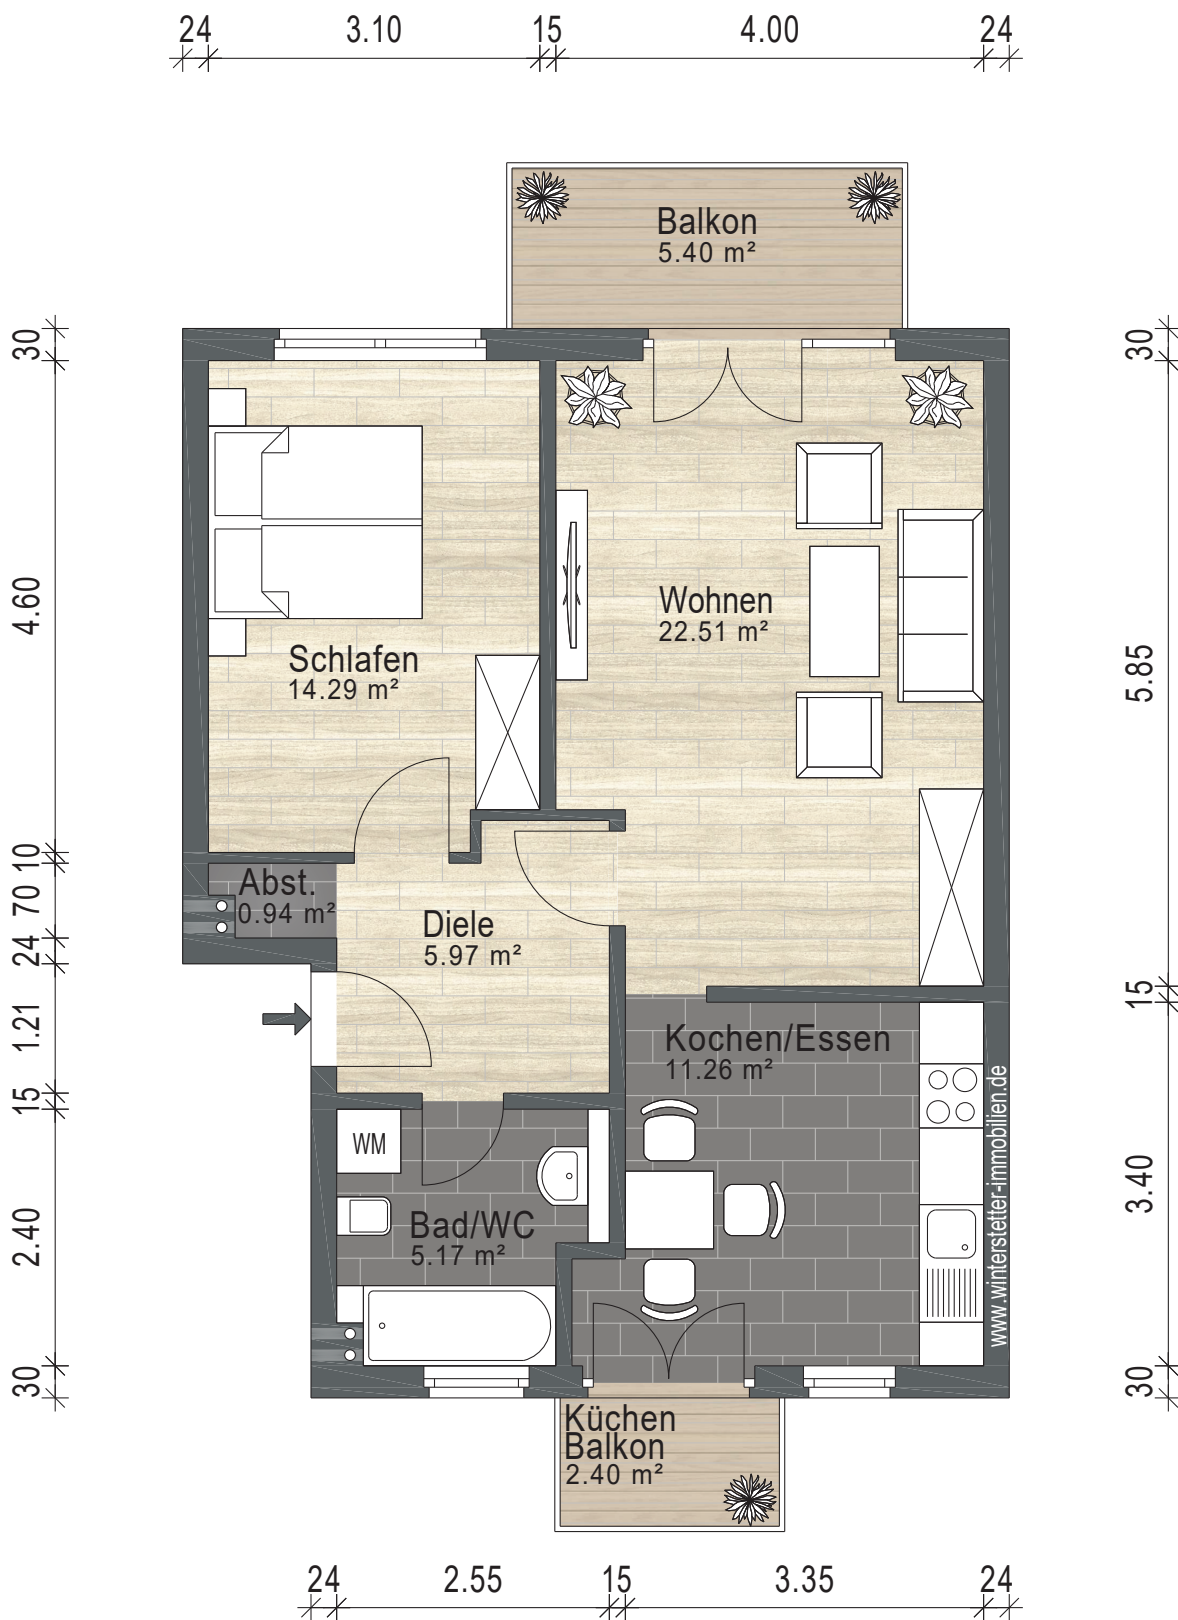 24 3.10 15 4.00 24
Balkon
5.40 m²
30
30
4.60
Wohnen
22.51 m²
Schlafen
14.29 m²
5.85
10
70
24
Abst.
0.94 m²
Diele
5.97 m²
1.21
15
15
Kochen/Essen
11.26 m²
www.winterstetter-immobilien.de
WM
Bad/WC
5.17 m²
2.40
3.40
30
30
Küchen
Balkon
2.40 m²
24 2.55 15 3.35 24